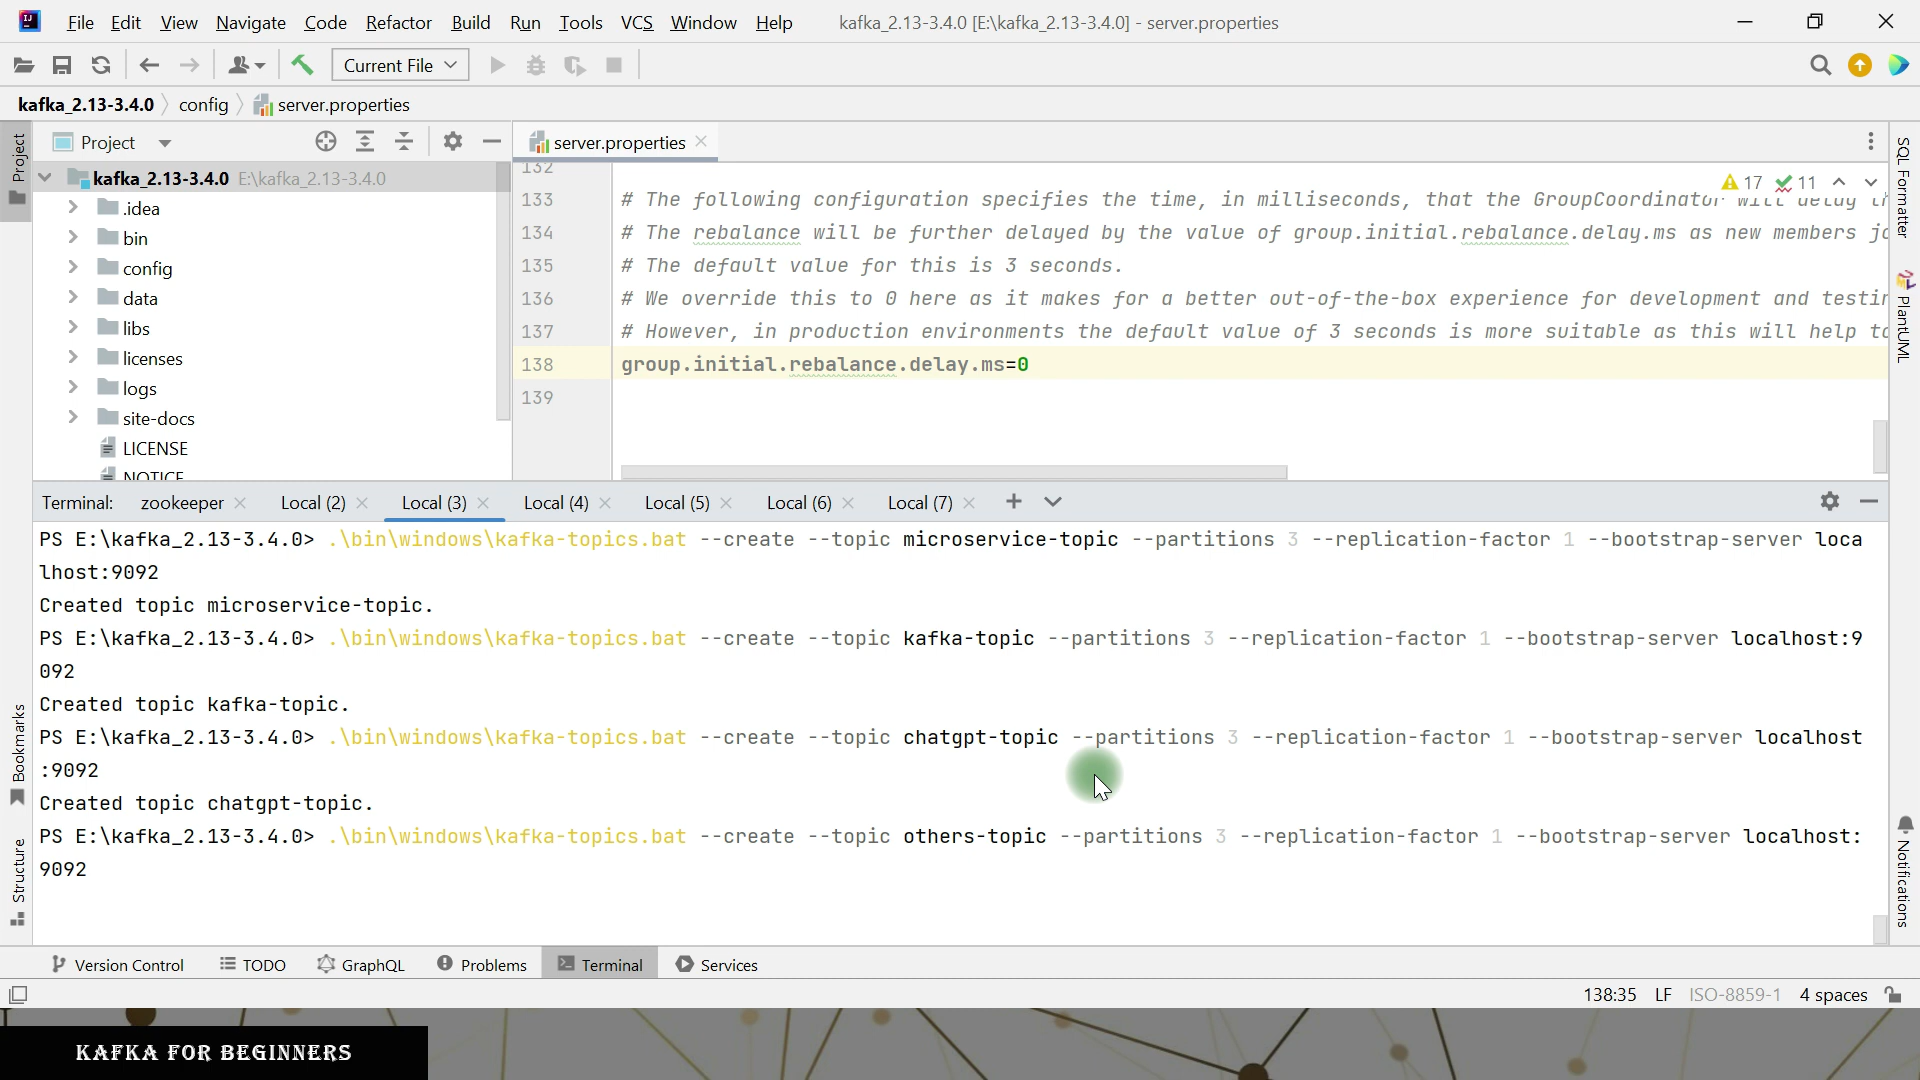 File Edit View Navigate Code Refactor Build Run Tools VCS Window Help kafka_2.13-3.4.0 [E:\kafka_2.13-3.4.0] - server.properties
Current File
kafka_2.13-3.4.0 config server.properties
Project
server.properties
Project
kafka_2.13-3.4.0 E:\kafka_2.13-3.4.0
.idea
bin
config
data
libs
licenses
logs
site-docs
LICENSE
NOTICE
132
17 11
133 # The following configuration specifies the time, in milliseconds, that the GroupCoordinator will delay
134 # The rebalance will be further delayed by the value of group.initial.rebalance.delay.ms as new members
135 # The default value for this is 3 seconds.
136 # We override this to 0 here as it makes for a better out-of-the-box experience for development and
137 # However, in production environments the default value of 3 seconds is more suitable as this will help
138 group.initial.rebalance.delay.ms=0
139
SQL Formatter
PlantUML
Notifications
Bookmarks
Structure
Terminal: zookeeper Local (2) Local (3) Local (4) Local (5) Local (6) Local (7)
PS E:\kafka_2.13-3.4.0> .\bin\windows\kafka-topics.bat --create --topic microservice-topic --partitions 3 --replication-factor 1 --bootstrap-server loca
lhost:9092
Created topic microservice-topic.
PS E:\kafka_2.13-3.4.0> .\bin\windows\kafka-topics.bat --create --topic kafka-topic --partitions 3 --replication-factor 1 --bootstrap-server localhost:9
092
Created topic kafka-topic.
PS E:\kafka_2.13-3.4.0> .\bin\windows\kafka-topics.bat --create --topic chatgpt-topic --partitions 3 --replication-factor 1 --bootstrap-server localhost
:9092
Created topic chatgpt-topic.
PS E:\kafka_2.13-3.4.0> .\bin\windows\kafka-topics.bat --create --topic others-topic --partitions 3 --replication-factor 1 --bootstrap-server localhost:
9092
Version Control TODO GraphQL Problems Terminal Services
138:35 LF ISO-8859-1 4 spaces
KAFKA FOR BEGINNERS